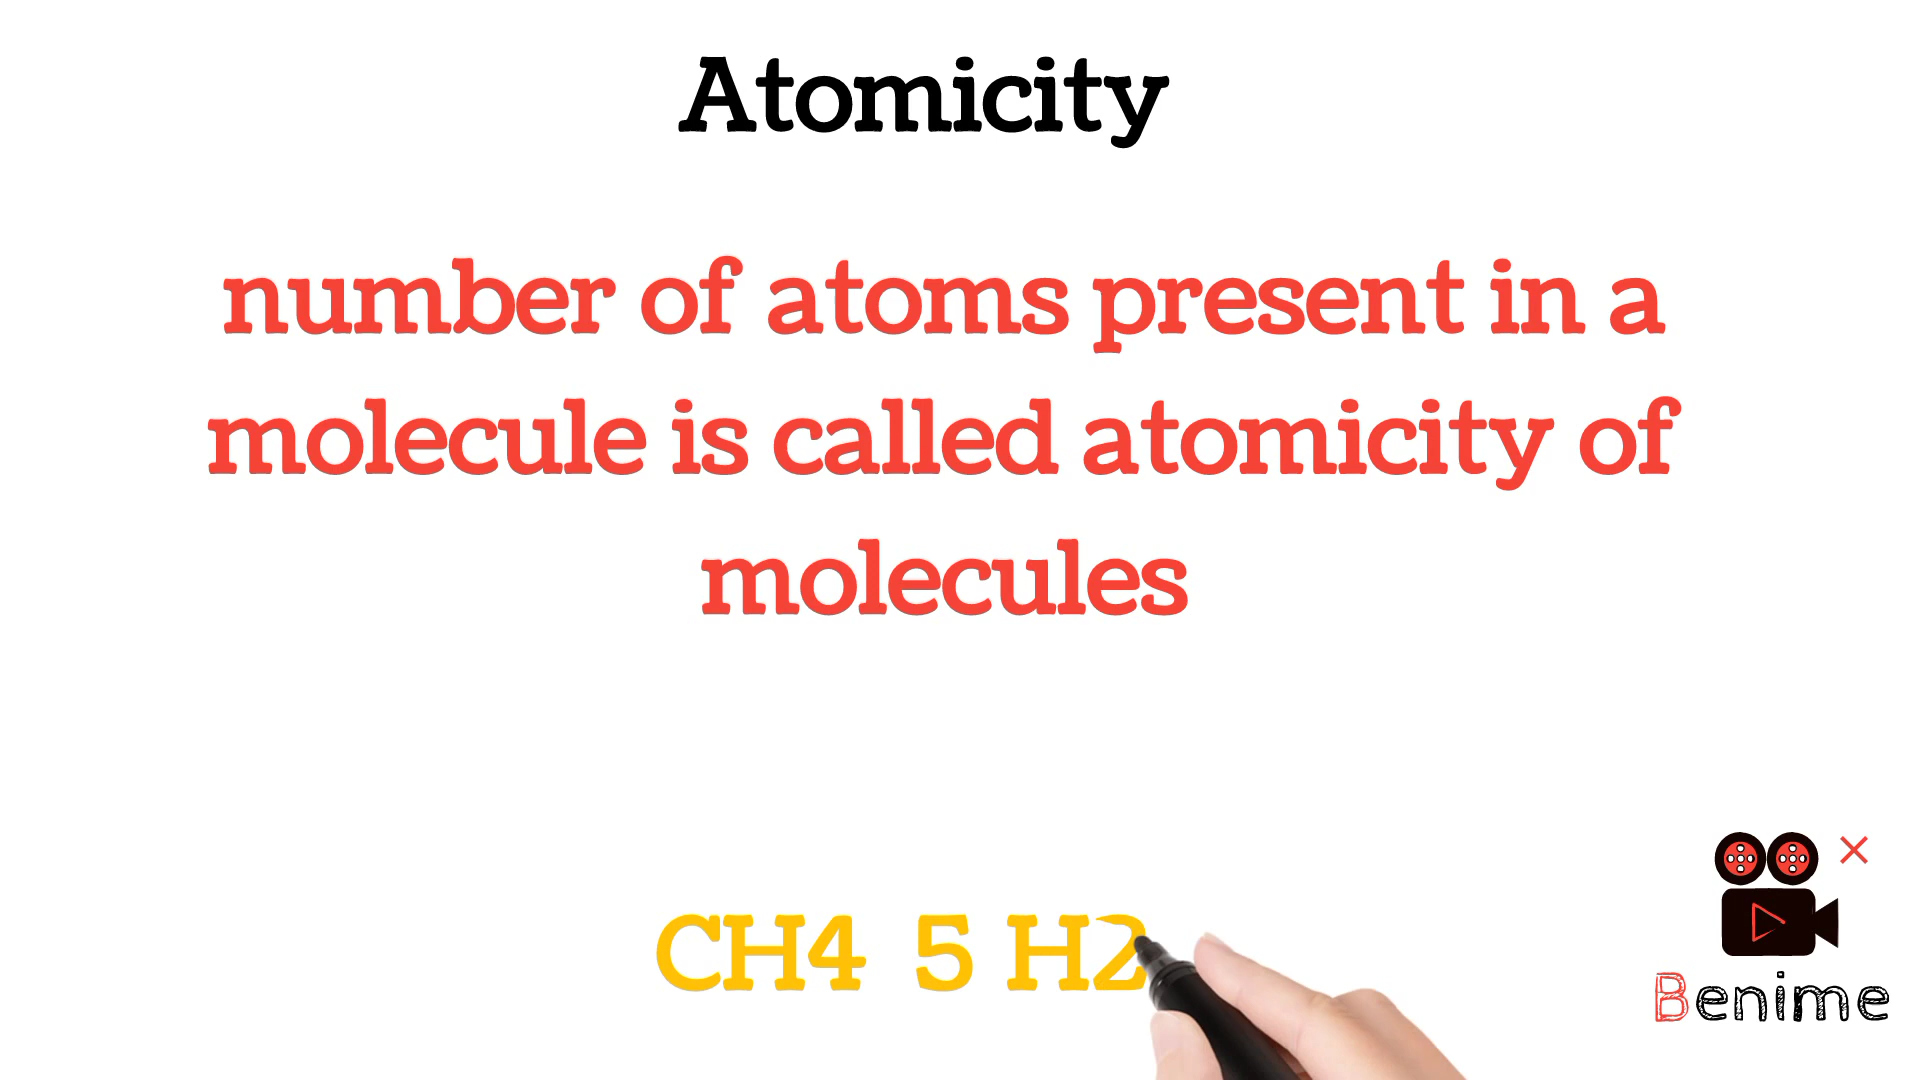 Atomicity
number of atoms present in a
molecule is called atomicity of
molecules
CH4 5 H2
Benime